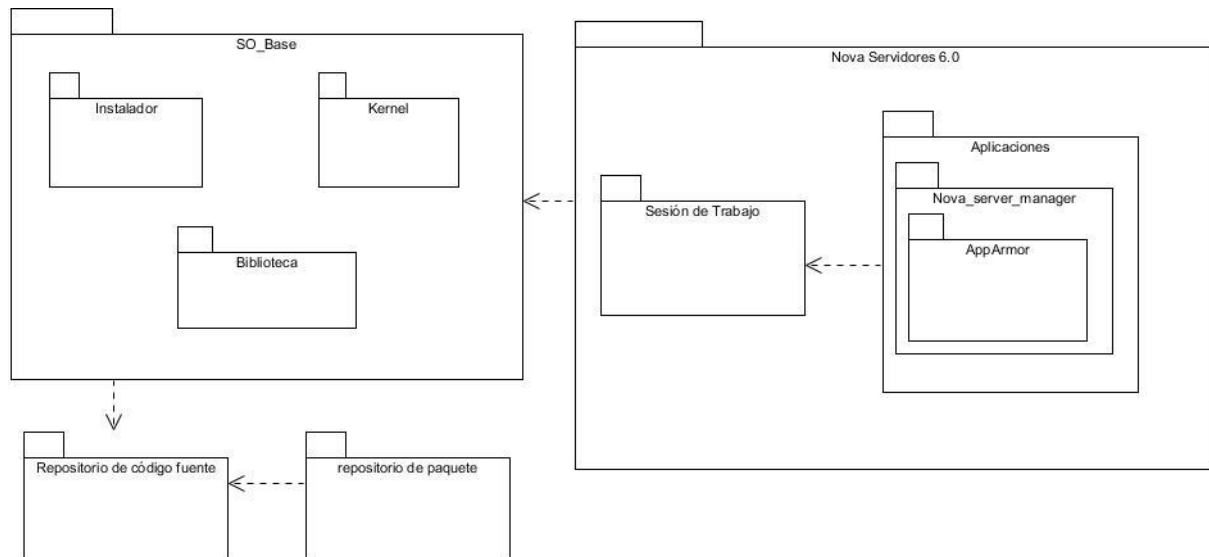 SO_Base
Instalador
Kernel
Biblioteca
Nova Servidores 6.0
Sesión de Trabajo
Aplicaciones
Nova_server_manager
AppArmor
Repositorio de código fuente
repositorio de paquete